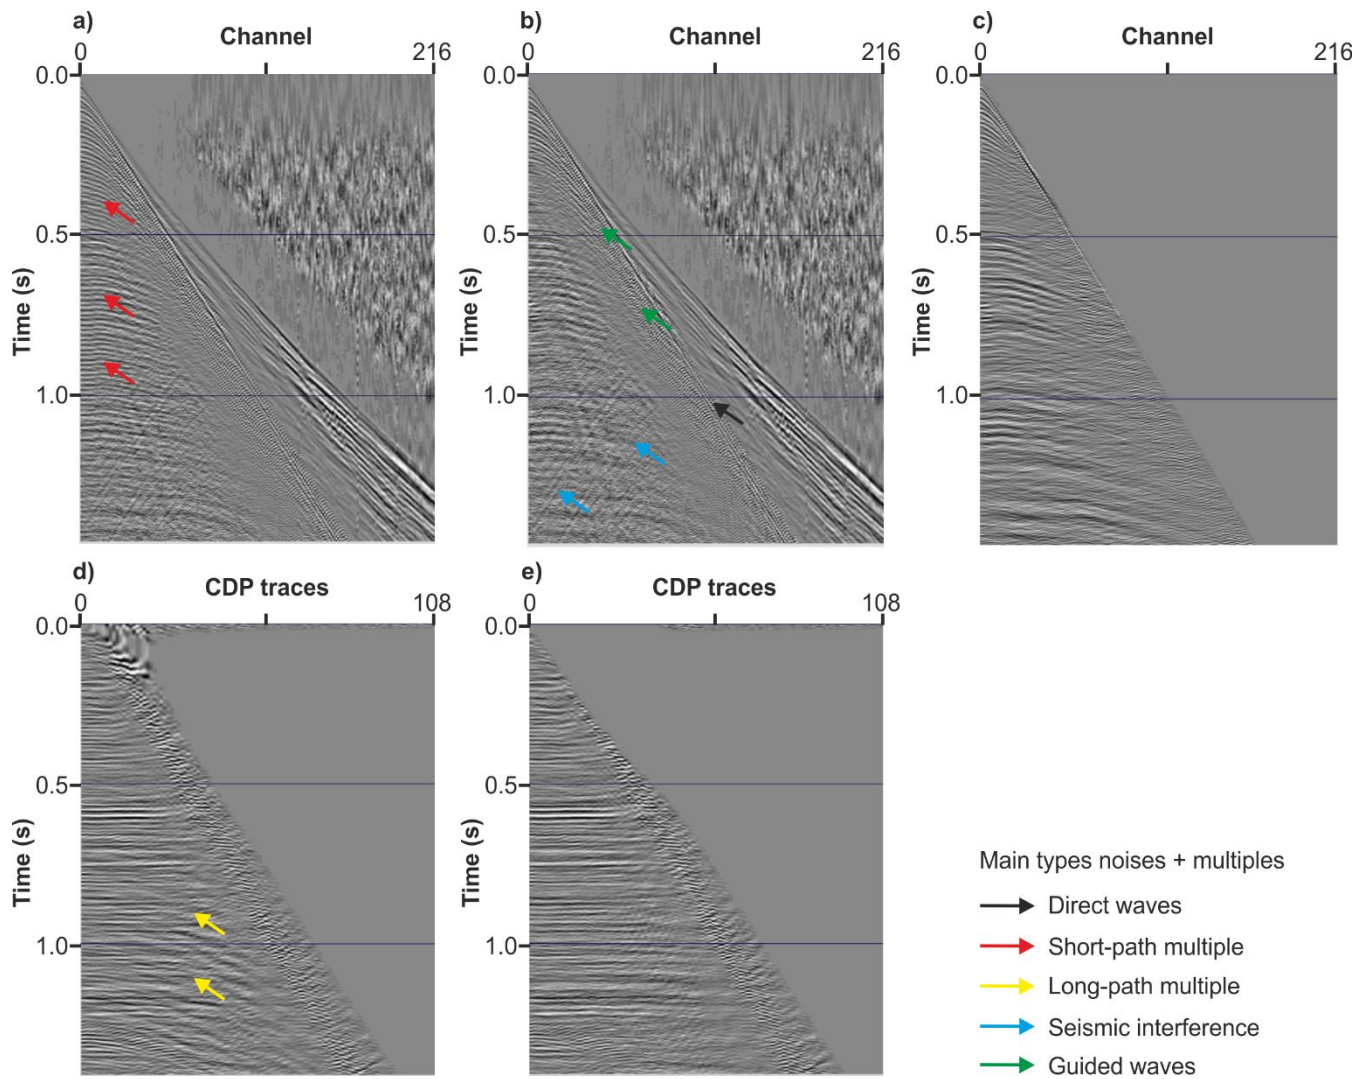 a)
Channel
0
216
0.0
0.5
1.0
Time (s)
b)
Channel
0
216
0.0
0.5
1.0
Time (s)
c)
Channel
0
216
0.0
0.5
1.0
Time (s)
d)
CDP traces
0
108
0.0
0.5
1.0
Time (s)
e)
CDP traces
0
108
0.0
0.5
1.0
Time (s)
Main types noises + multiples
Direct waves
Short-path multiple
Long-path multiple
Seismic interference
Guided waves